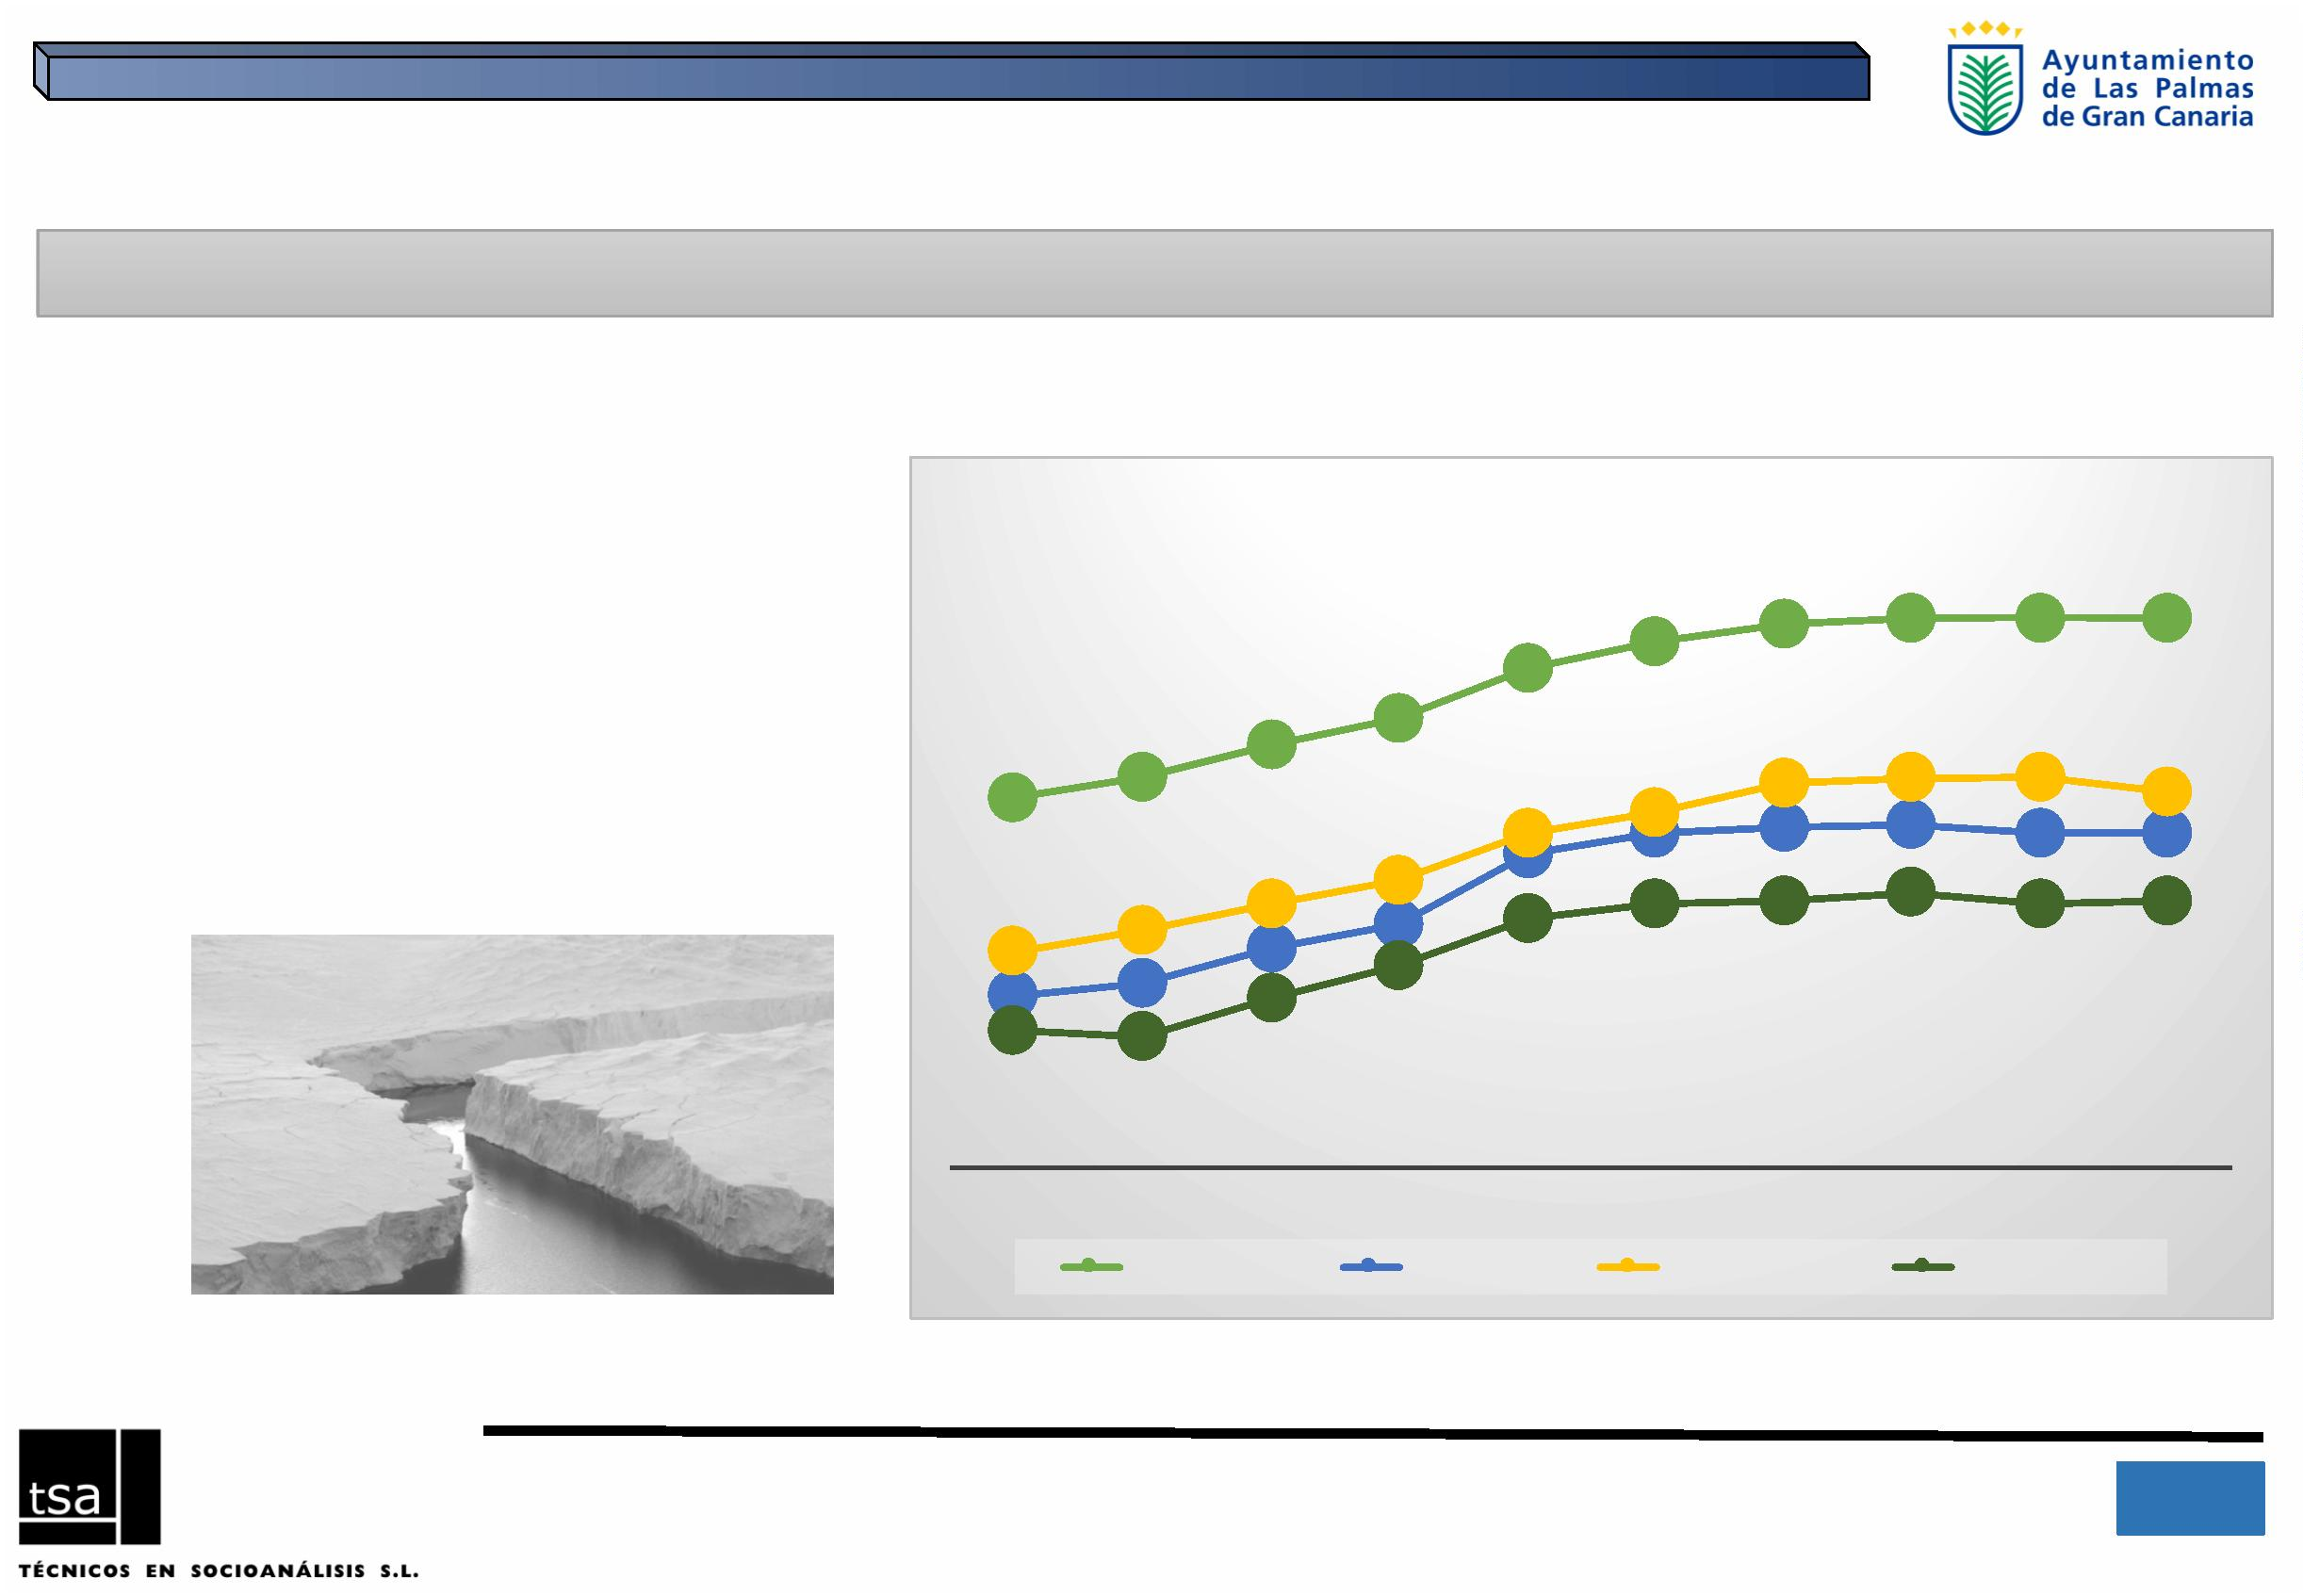 Ayuntamiento
de Las Palmas
de Gran Canaria
tsa
TÉCNICOS EN SOCIOANÁLISIS S.L.